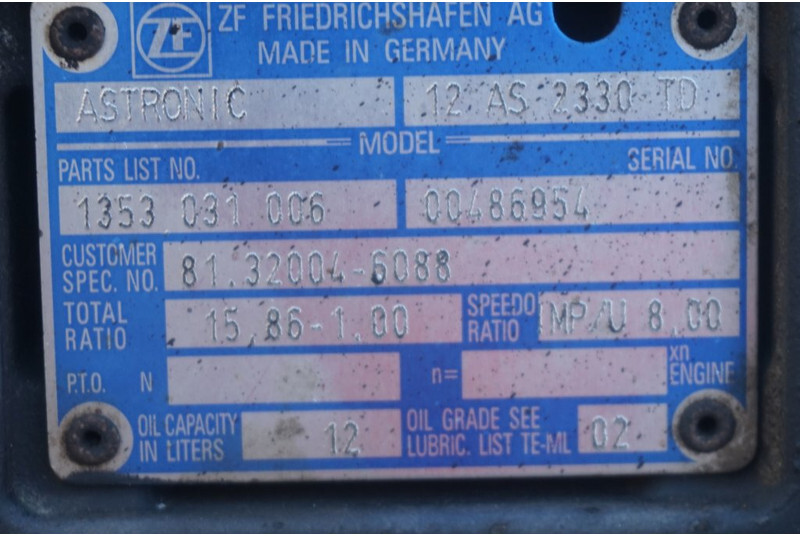 ZF
ZF FRIEDRICHSHAFEN AG
MADE IN GERMANY
ASTRONIC 12 AS 2330 TD
MODEL
PARTS LIST NO. SERIAL NO.
1353 031 006 00486954
CUSTOMER
SPEC. NO. 81.32004-6088
TOTAL
RATIO 15,86-1,00 SPEEDO
RATIO IMP/U 8,00
P.T.O. N n= xn
ENGINE
OIL CAPACITY
IN LITERS 12 OIL GRADE SEE
LUBRIC. LIST TE-ML 02